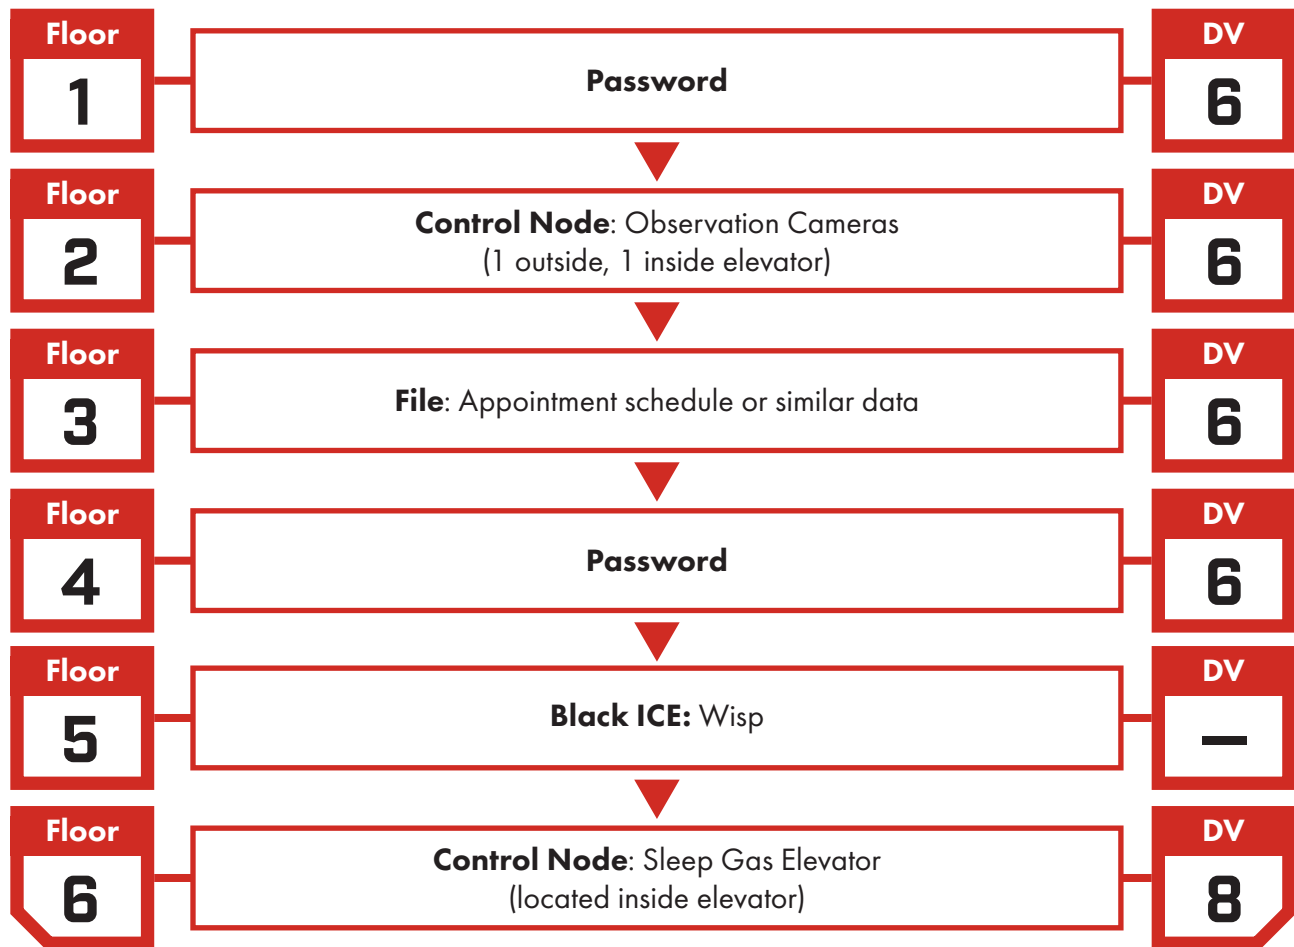 Floor
1
Password
DV
6
Floor
2
Control Node: Observation Cameras
(1 outside, 1 inside elevator)
DV
6
Floor
3
File: Appointment schedule or similar data
DV
6
Floor
4
Password
DV
6
Floor
5
Black ICE: Wisp
DV
—
Floor
6
Control Node: Sleep Gas Elevator
(located inside elevator)
DV
8